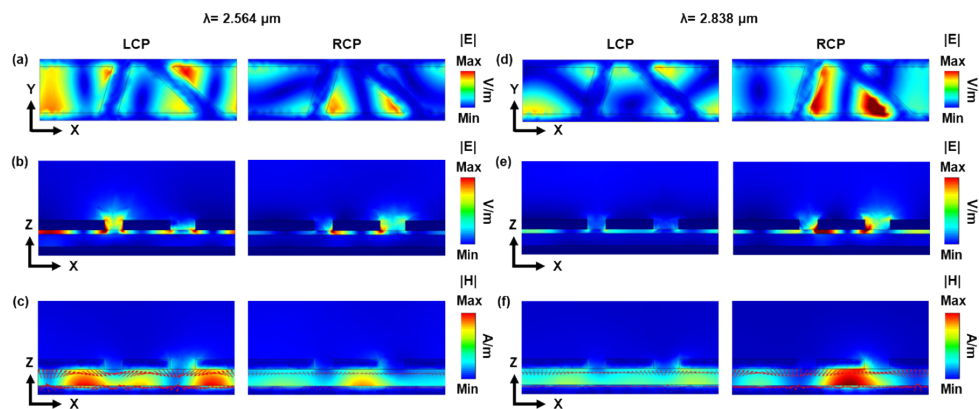 λ= 2.564 μm
LCP
RCP
(a)
Y
X
|E|
Max
V/m
Min
(b)
Z
X
|E|
Max
V/m
Min
(c)
Z
X
|H|
Max
A/m
Min
λ= 2.838 μm
LCP
RCP
(d)
Y
X
|E|
Max
V/m
Min
(e)
Z
X
|E|
Max
V/m
Min
(f)
Z
X
|H|
Max
A/m
Min